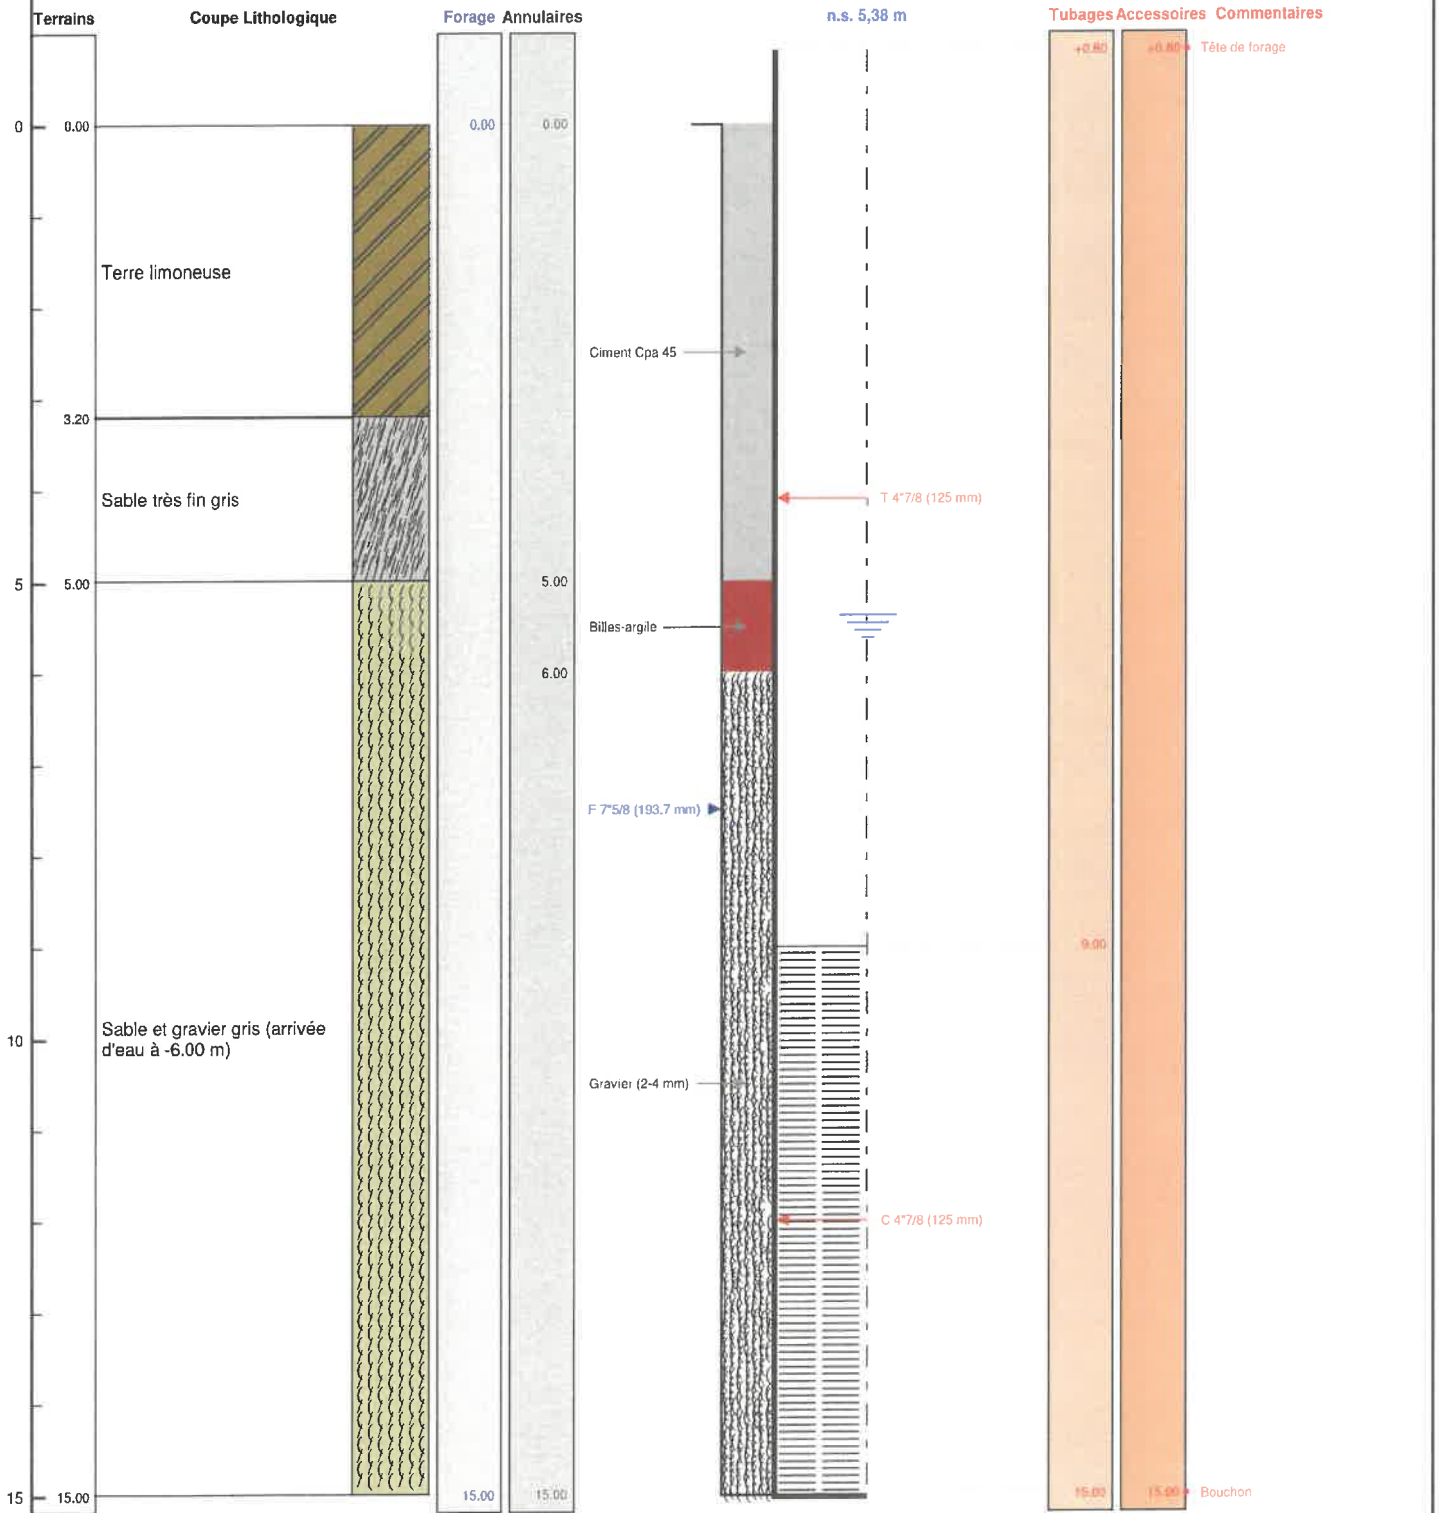 Terrains Coupe Lithologique Forage Annulaires n.s. 5,38 m Tubages Accessoires Commentaires
+0.80 +0.80 Tête de forage
0 0.00 0.00 0.00
Terre limoneuse
Ciment Cpa 45
3.20
Sable très fin gris
T 4"7/8 (125 mm)
5 5.00 5.00
Billes-argile
6.00
F 7"5/8 (193.7 mm)
9.00
Sable et gravier gris (arrivée
d'eau à -6.00 m)
10
Gravier (2-4 mm)
C 4"7/8 (125 mm)
15 15.00 15.00 15.00 15.00 15.00 Bouchon